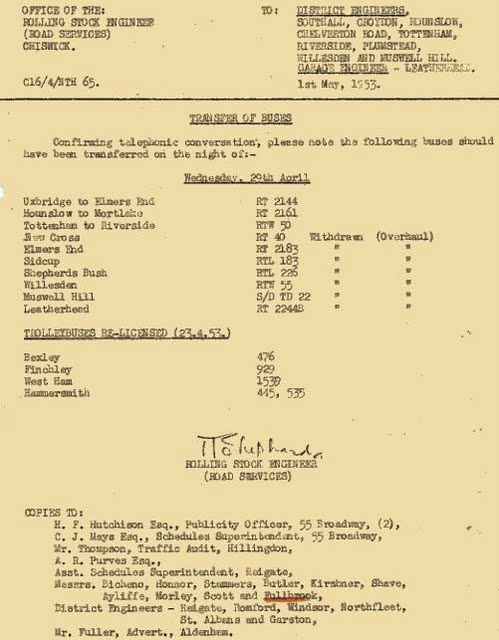 OFFICE OF THE:
ROLLING STOCK ENGINEER
(ROAD SERVICES)
CHISWICK.
C16/4/NTH 65.
TO: DISTRICT ENGINEERS,
SOUTHALL, CROYDON, HOUNSLOW,
CHELVERTON ROAD, TOTTENHAM,
RIVERSIDE, PLUMSTEAD,
WILLESDEN AND MUSWELL HILL.
GARAGE ENGINEER - LEATHERHEAD.
1st May, 1953.
TRANSFER OF BUSES
Confirming telephonic conversation, please note the following buses should
have been transferred on the night of:-
Wednesday, 29th April
Uxbridge to Elmers End RT 2144
Hounslow to Mortlake RT 2161
Tottenham to Riverside RTW 50
New Cross RT 40 Withdrawn (Overhaul)
Elmers End RT 2183 " "
Sidcup RTL 183 " "
Shepherds Bush RTL 226 " "
Willesden RTW 55 " "
Muswell Hill S/D TD 22 " "
Leatherhead RT 2244B " "
TROLLEYBUSES RE-LICENSED (23.4.53.)
Bexley 476
Finchley 929
West Ham 1539
Hammersmith 445, 535
T Shephard.
ROLLING STOCK ENGINEER
(ROAD SERVICES)
COPIES TO:
H. F. Hutchison Esq., Publicity Officer, 55 Broadway, (2),
C. J. Mays Esq., Schedules Superintendent, 55 Broadway,
Mr. Thompson, Traffic Audit, Hillingdon,
A. R. Purves Esq.,
Asst. Schedules Superintendent, Reigate,
Messrs. Bicheno, Honnor, Stammers, Butler, Kirshner, Shave,
Ayliffe, Morley, Scott and Fullbrook,
District Engineers - Reigate, Romford, Windsor, Northfleet,
St. Albans and Garston,
Mr. Fuller, Advert., Aldenham.